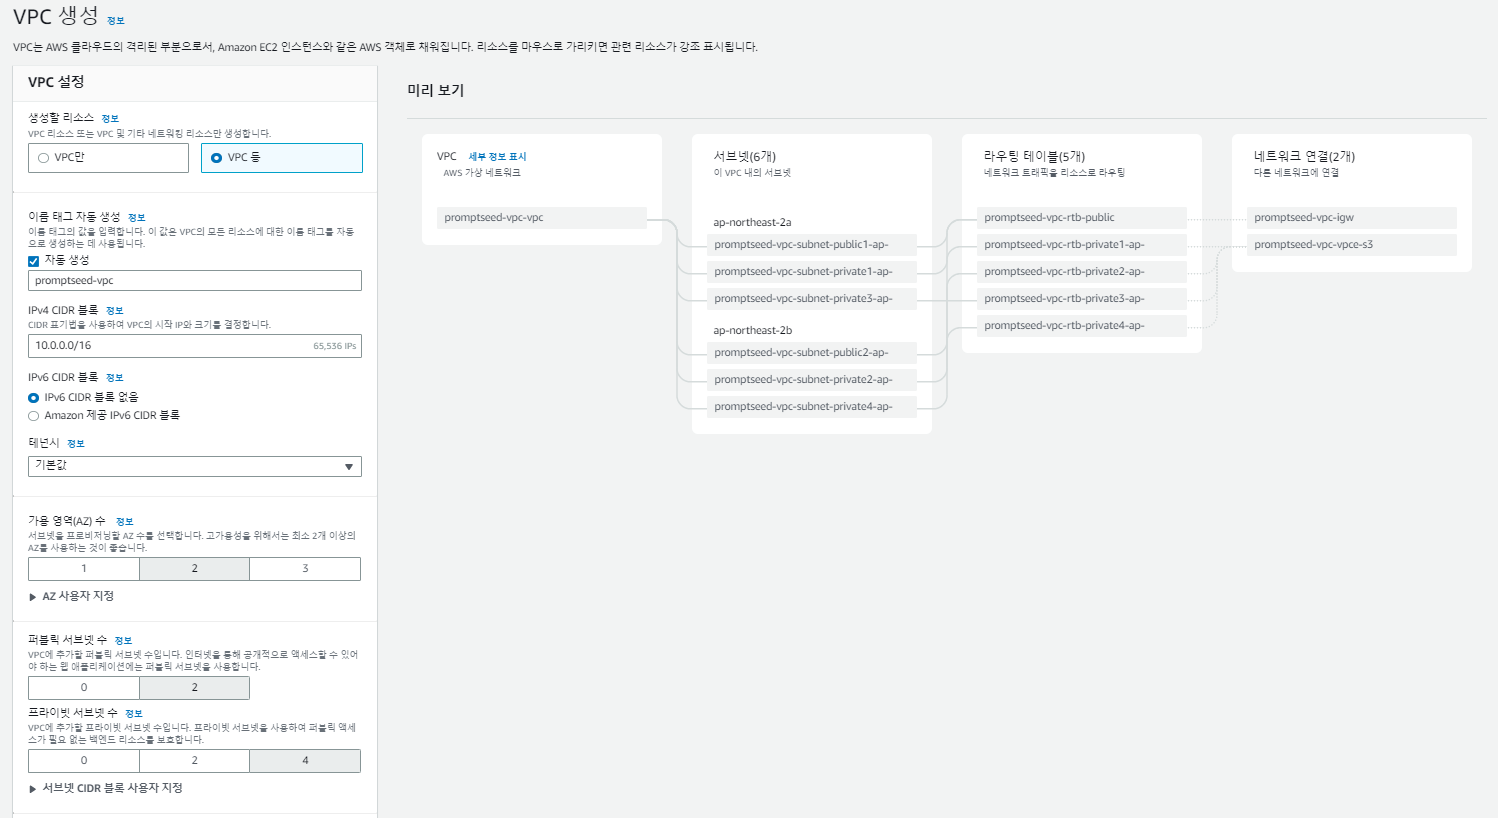 VPC 생성 정보
VPC는 AWS 클라우드의 격리된 부분으로서, Amazon EC2 인스턴스와 같은 AWS 객체로 채워집니다. 리소스를 마우스로 가리키면 관련 리소스가 강조 표시됩니다.
VPC 설정
생성할 리소스 정보
VPC 리소스 또는 VPC 및 기타 네트워킹 리소스만 생성합니다.
VPC만
VPC 등
이름 태그 자동 생성 정보
이름 태그의 값을 입력합니다. 이 값은 VPC의 모든 리소스에 대한 이름 태그를 자동
으로 생성하는 데 사용됩니다.
자동 생성
promptseed-vpc
IPv4 CIDR 블록 정보
CIDR 표기법을 사용하여 VPC의 시작 IP와 크기를 결정합니다.
10.0.0.0/16 65,536 IPs
IPv6 CIDR 블록 정보
IPv6 CIDR 블록 없음
Amazon 제공 IPv6 CIDR 블록
테넌시 정보
기본값
가용 영역(AZ) 수 정보
서브넷을 프로비저닝할 AZ 수를 선택합니다. 고가용성을 위해서는 최소 2개 이상의
AZ를 사용하는 것이 좋습니다.
1 2 3
AZ 사용자 지정
퍼블릭 서브넷 수 정보
VPC에 추가할 퍼블릭 서브넷 수입니다. 인터넷을 통해 공개적으로 액세스할 수 있어
야 하는 웹 애플리케이션에는 퍼블릭 서브넷을 사용합니다.
0 2
프라이빗 서브넷 수 정보
VPC에 추가할 프라이빗 서브넷 수입니다. 프라이빗 서브넷을 사용하여 퍼블릭 액세
스가 필요 없는 백엔드 리소스를 보호합니다.
0 2 4
서브넷 CIDR 블록 사용자 지정
미리 보기
VPC 세부 정보 표시
AWS 가상 네트워크
promptseed-vpc-vpc
서브넷(6개)
이 VPC 내의 서브넷
ap-northeast-2a
promptseed-vpc-subnet-public1-ap-
promptseed-vpc-subnet-private1-ap-
promptseed-vpc-subnet-private3-ap-
ap-northeast-2b
promptseed-vpc-subnet-public2-ap-
promptseed-vpc-subnet-private2-ap-
promptseed-vpc-subnet-private4-ap-
라우팅 테이블(5개)
네트워크 트래픽을 리소스로 라우팅
promptseed-vpc-rtb-public
promptseed-vpc-rtb-private1-ap-
promptseed-vpc-rtb-private2-ap-
promptseed-vpc-rtb-private3-ap-
promptseed-vpc-rtb-private4-ap-
네트워크 연결(2개)
다른 네트워크에 연결
promptseed-vpc-igw
promptseed-vpc-vpce-s3